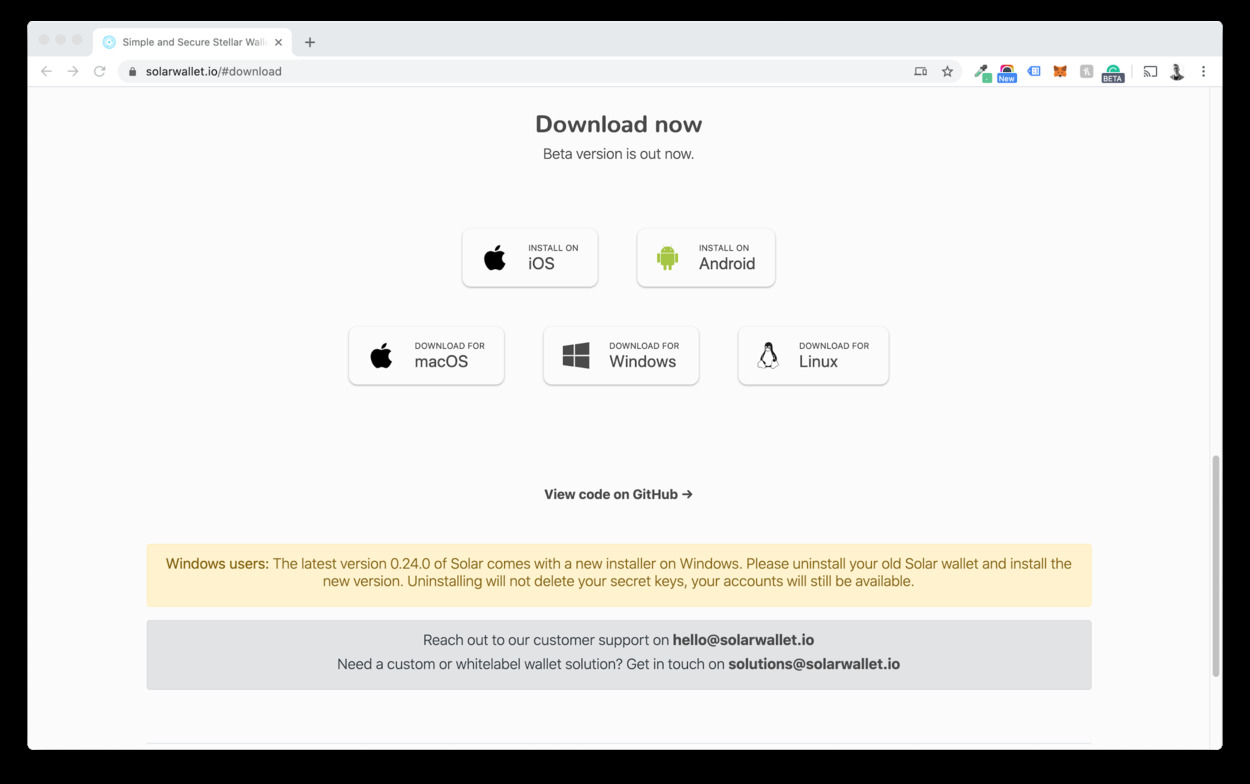 Simple and Secure Stellar Wall
solarwallet.io/#download
New
BETA
Download now
Beta version is out now.
INSTALL ON
iOS
INSTALL ON
Android
DOWNLOAD FOR
macOS
DOWNLOAD FOR
Windows
DOWNLOAD FOR
Linux
View code on GitHub →
Windows users: The latest version 0.24.0 of Solar comes with a new installer on Windows. Please uninstall your old Solar wallet and install the
new version. Uninstalling will not delete your secret keys, your accounts will still be available.
Reach out to our customer support on hello@solarwallet.io
Need a custom or whitelabel wallet solution? Get in touch on solutions@solarwallet.io